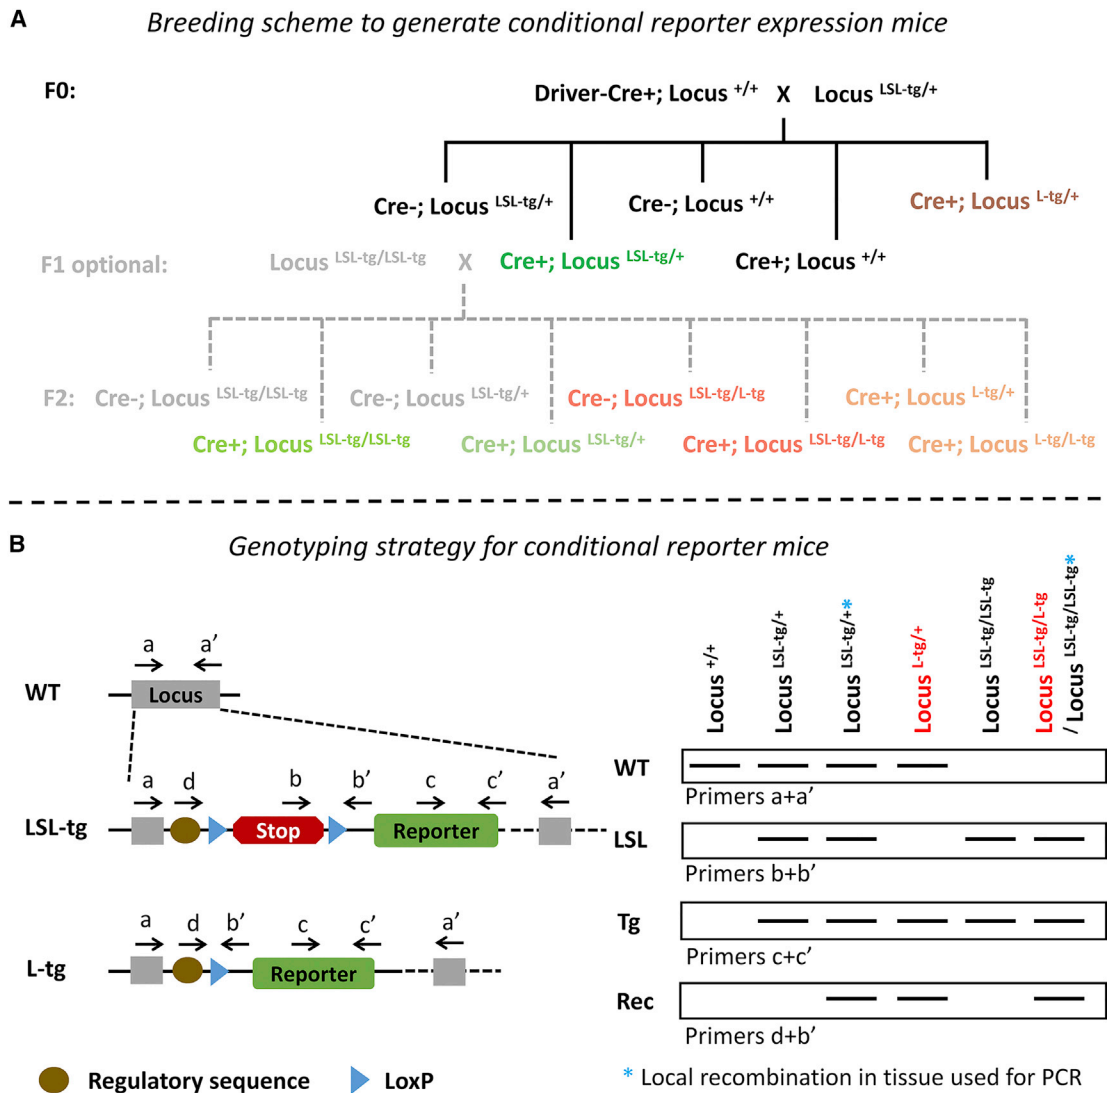 A
Breeding scheme to generate conditional reporter expression mice
F0:
Driver-Cre+; Locus +/+ X Locus LSL-tg/+
Cre-; Locus LSL-tg/+
Cre-; Locus +/+
Cre+; Locus L-tg/+
F1 optional:
Locus LSL-tg/LSL-tg X Cre+; Locus LSL-tg/+
Cre+; Locus +/+
F2:
Cre-; Locus LSL-tg/LSL-tg
Cre-; Locus LSL-tg/+
Cre-; Locus LSL-tg/L-tg
Cre+; Locus L-tg/+
Cre+; Locus LSL-tg/LSL-tg
Cre+; Locus LSL-tg/+
Cre+; Locus LSL-tg/L-tg
Cre+; Locus L-tg/L-tg
B
Genotyping strategy for conditional reporter mice
a a’
WT
Locus
a d b b’ c c’ a’
LSL-tg
Stop
Reporter
a d b’ c c’ a’
L-tg
Reporter
Regulatory sequence
LoxP
Locus +/+
Locus LSL-tg/+
Locus LSL-tg/+*
Locus L-tg/+
Locus LSL-tg/LSL-tg
Locus LSL-tg/L-tg
/ Locus LSL-tg/LSL-tg*
WT
Primers a+a’
LSL
Primers b+b’
Tg
Primers c+c’
Rec
Primers d+b’
* Local recombination in tissue used for PCR